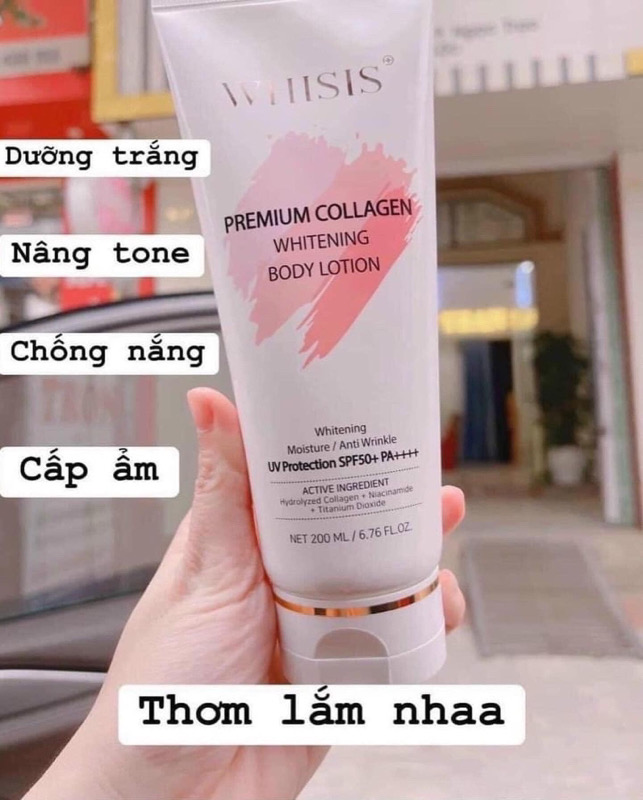 WHISIS
Dưỡng trắng
PREMIUM COLLAGEN
WHITENING
BODY LOTION
Nâng tone
Chống nắng
Whitening
Moisture / Anti Wrinkle
UV Protection SPF50+ PA++++
Cấp ẩm
ACTIVE INGREDIENT
Hydrolyzed Collagen + Niacinamide
+ Titanium Dioxide
NET 200 ML / 6.76 FL.OZ.
Thơm lắm nhaa